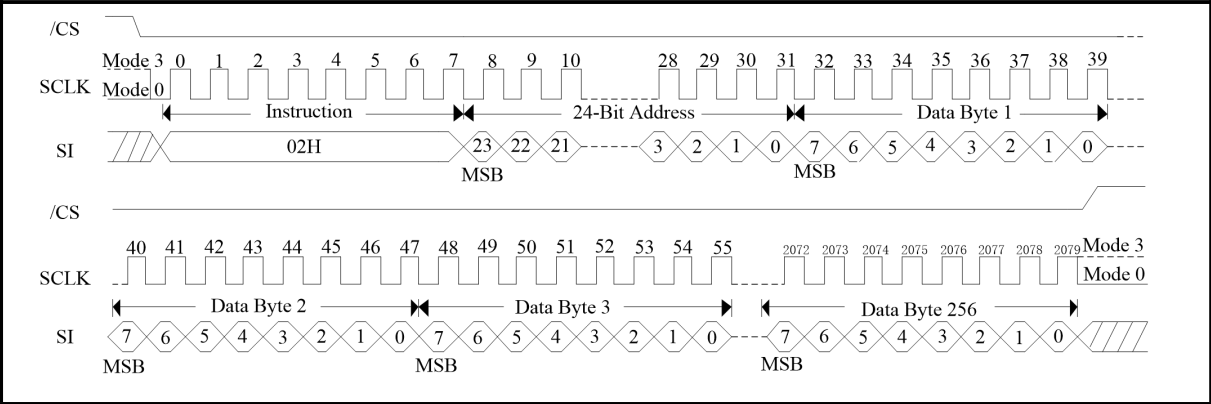 /CS
Mode 3 0 1 2 3 4 5 6 7 8 9 10 28 29 30 31 32 33 34 35 36 37 38 39
SCLK
Mode 0
Instruction 24-Bit Address Data Byte 1
SI 02H 23 22 21 3 2 1 0 7 6 5 4 3 2 1 0
MSB MSB
/CS
40 41 42 43 44 45 46 47 48 49 50 51 52 53 54 55 2072 2073 2074 2075 2076 2077 2078 2079 Mode 3
SCLK Mode 0
Data Byte 2 Data Byte 3 Data Byte 256
SI 7 6 5 4 3 2 1 0 7 6 5 4 3 2 1 0 7 6 5 4 3 2 1 0
MSB MSB MSB